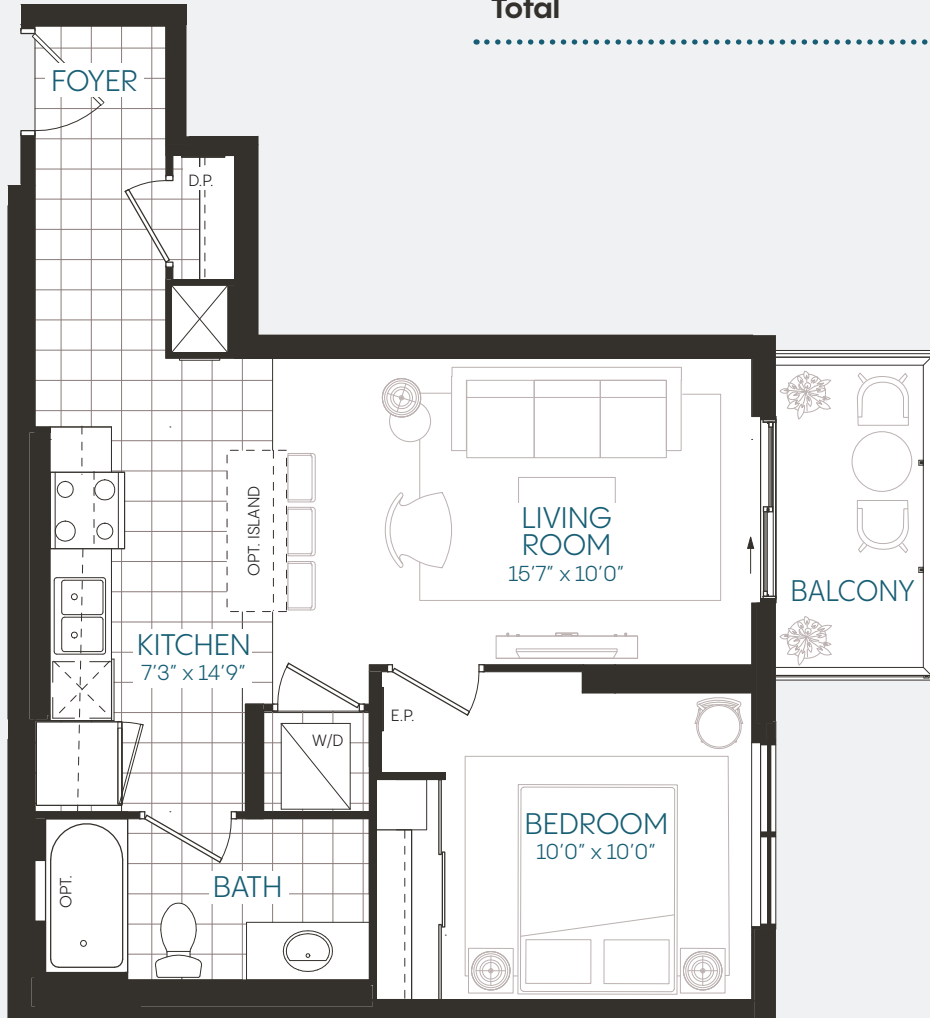 Total
FOYER
D.P.
OPT. ISLAND
LIVING
ROOM
15'7" x 10'0"
BALCONY
KITCHEN
7'3" x 14'9"
E.P.
W/D
BEDROOM
10'0" x 10'0"
OPT.
BATH